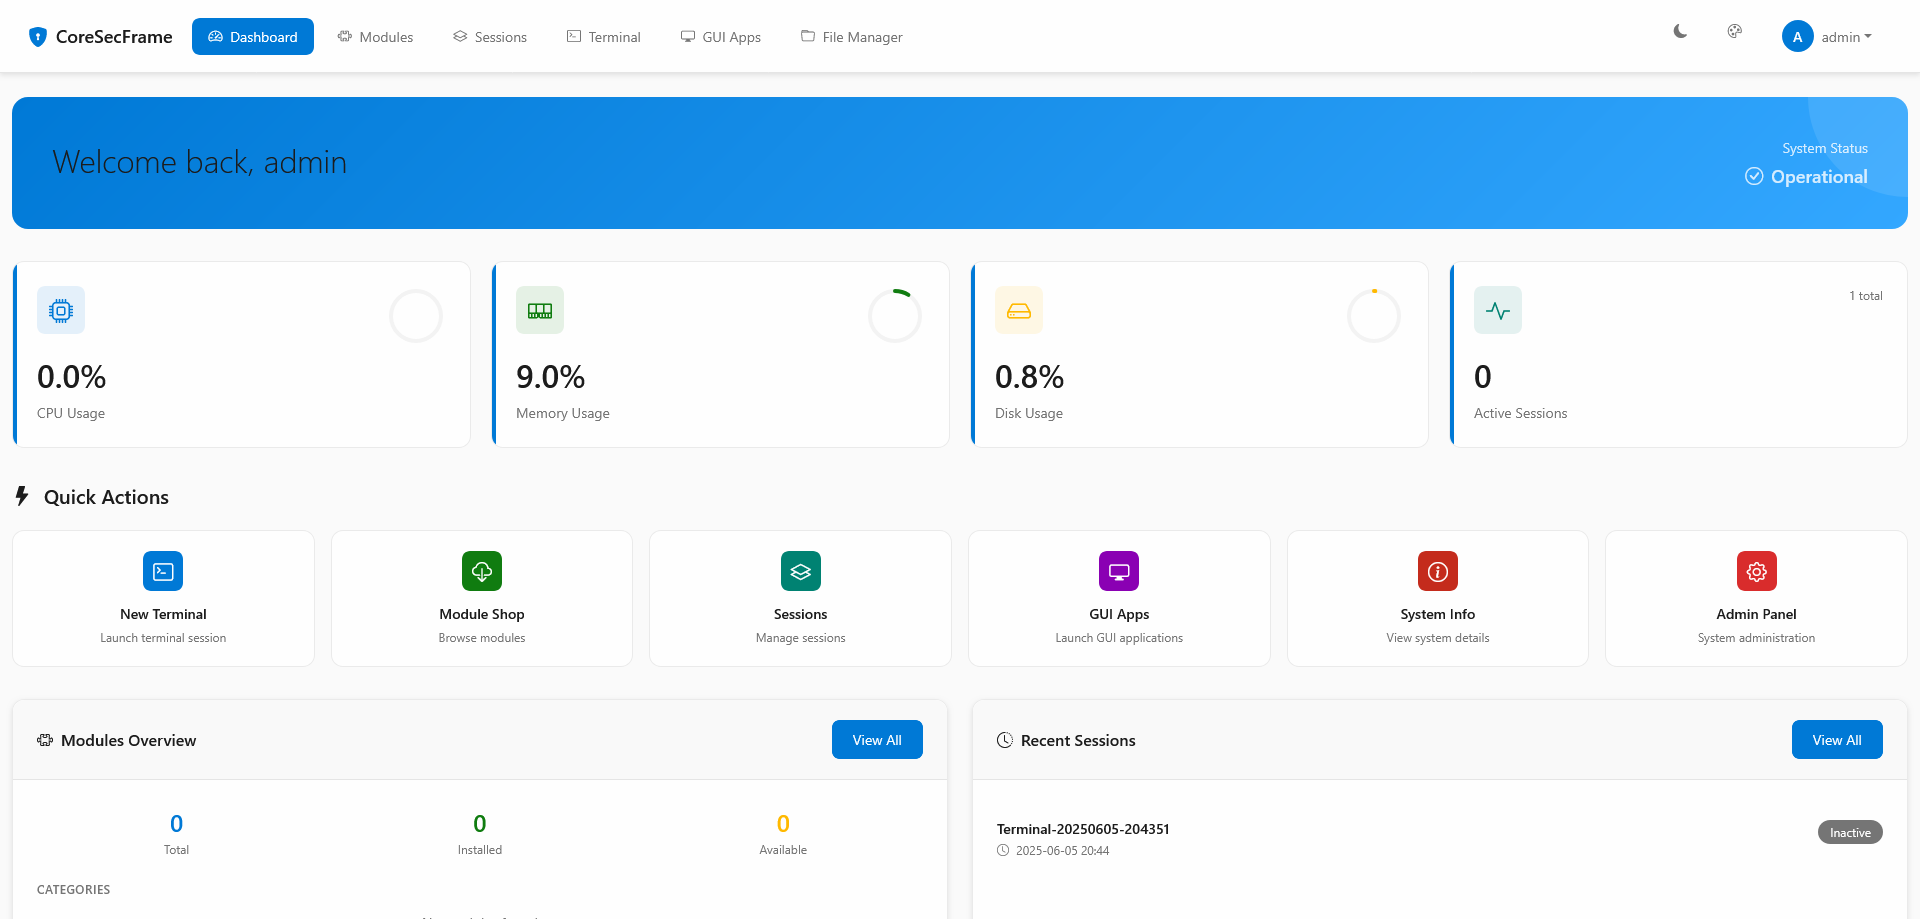 CoreSecFrame
Dashboard
Modules
Sessions
Terminal
GUI Apps
File Manager
A
admin
Welcome back, admin
System Status
Operational
0.0%
CPU Usage
9.0%
Memory Usage
0.8%
Disk Usage
1 total
0
Active Sessions
Quick Actions
New Terminal
Launch terminal session
Module Shop
Browse modules
Sessions
Manage sessions
GUI Apps
Launch GUI applications
System Info
View system details
Admin Panel
System administration
Modules Overview
View All
0
Total
0
Installed
0
Available
CATEGORIES
Recent Sessions
View All
Terminal-20250605-204351
2025-06-05 20:44
Inactive